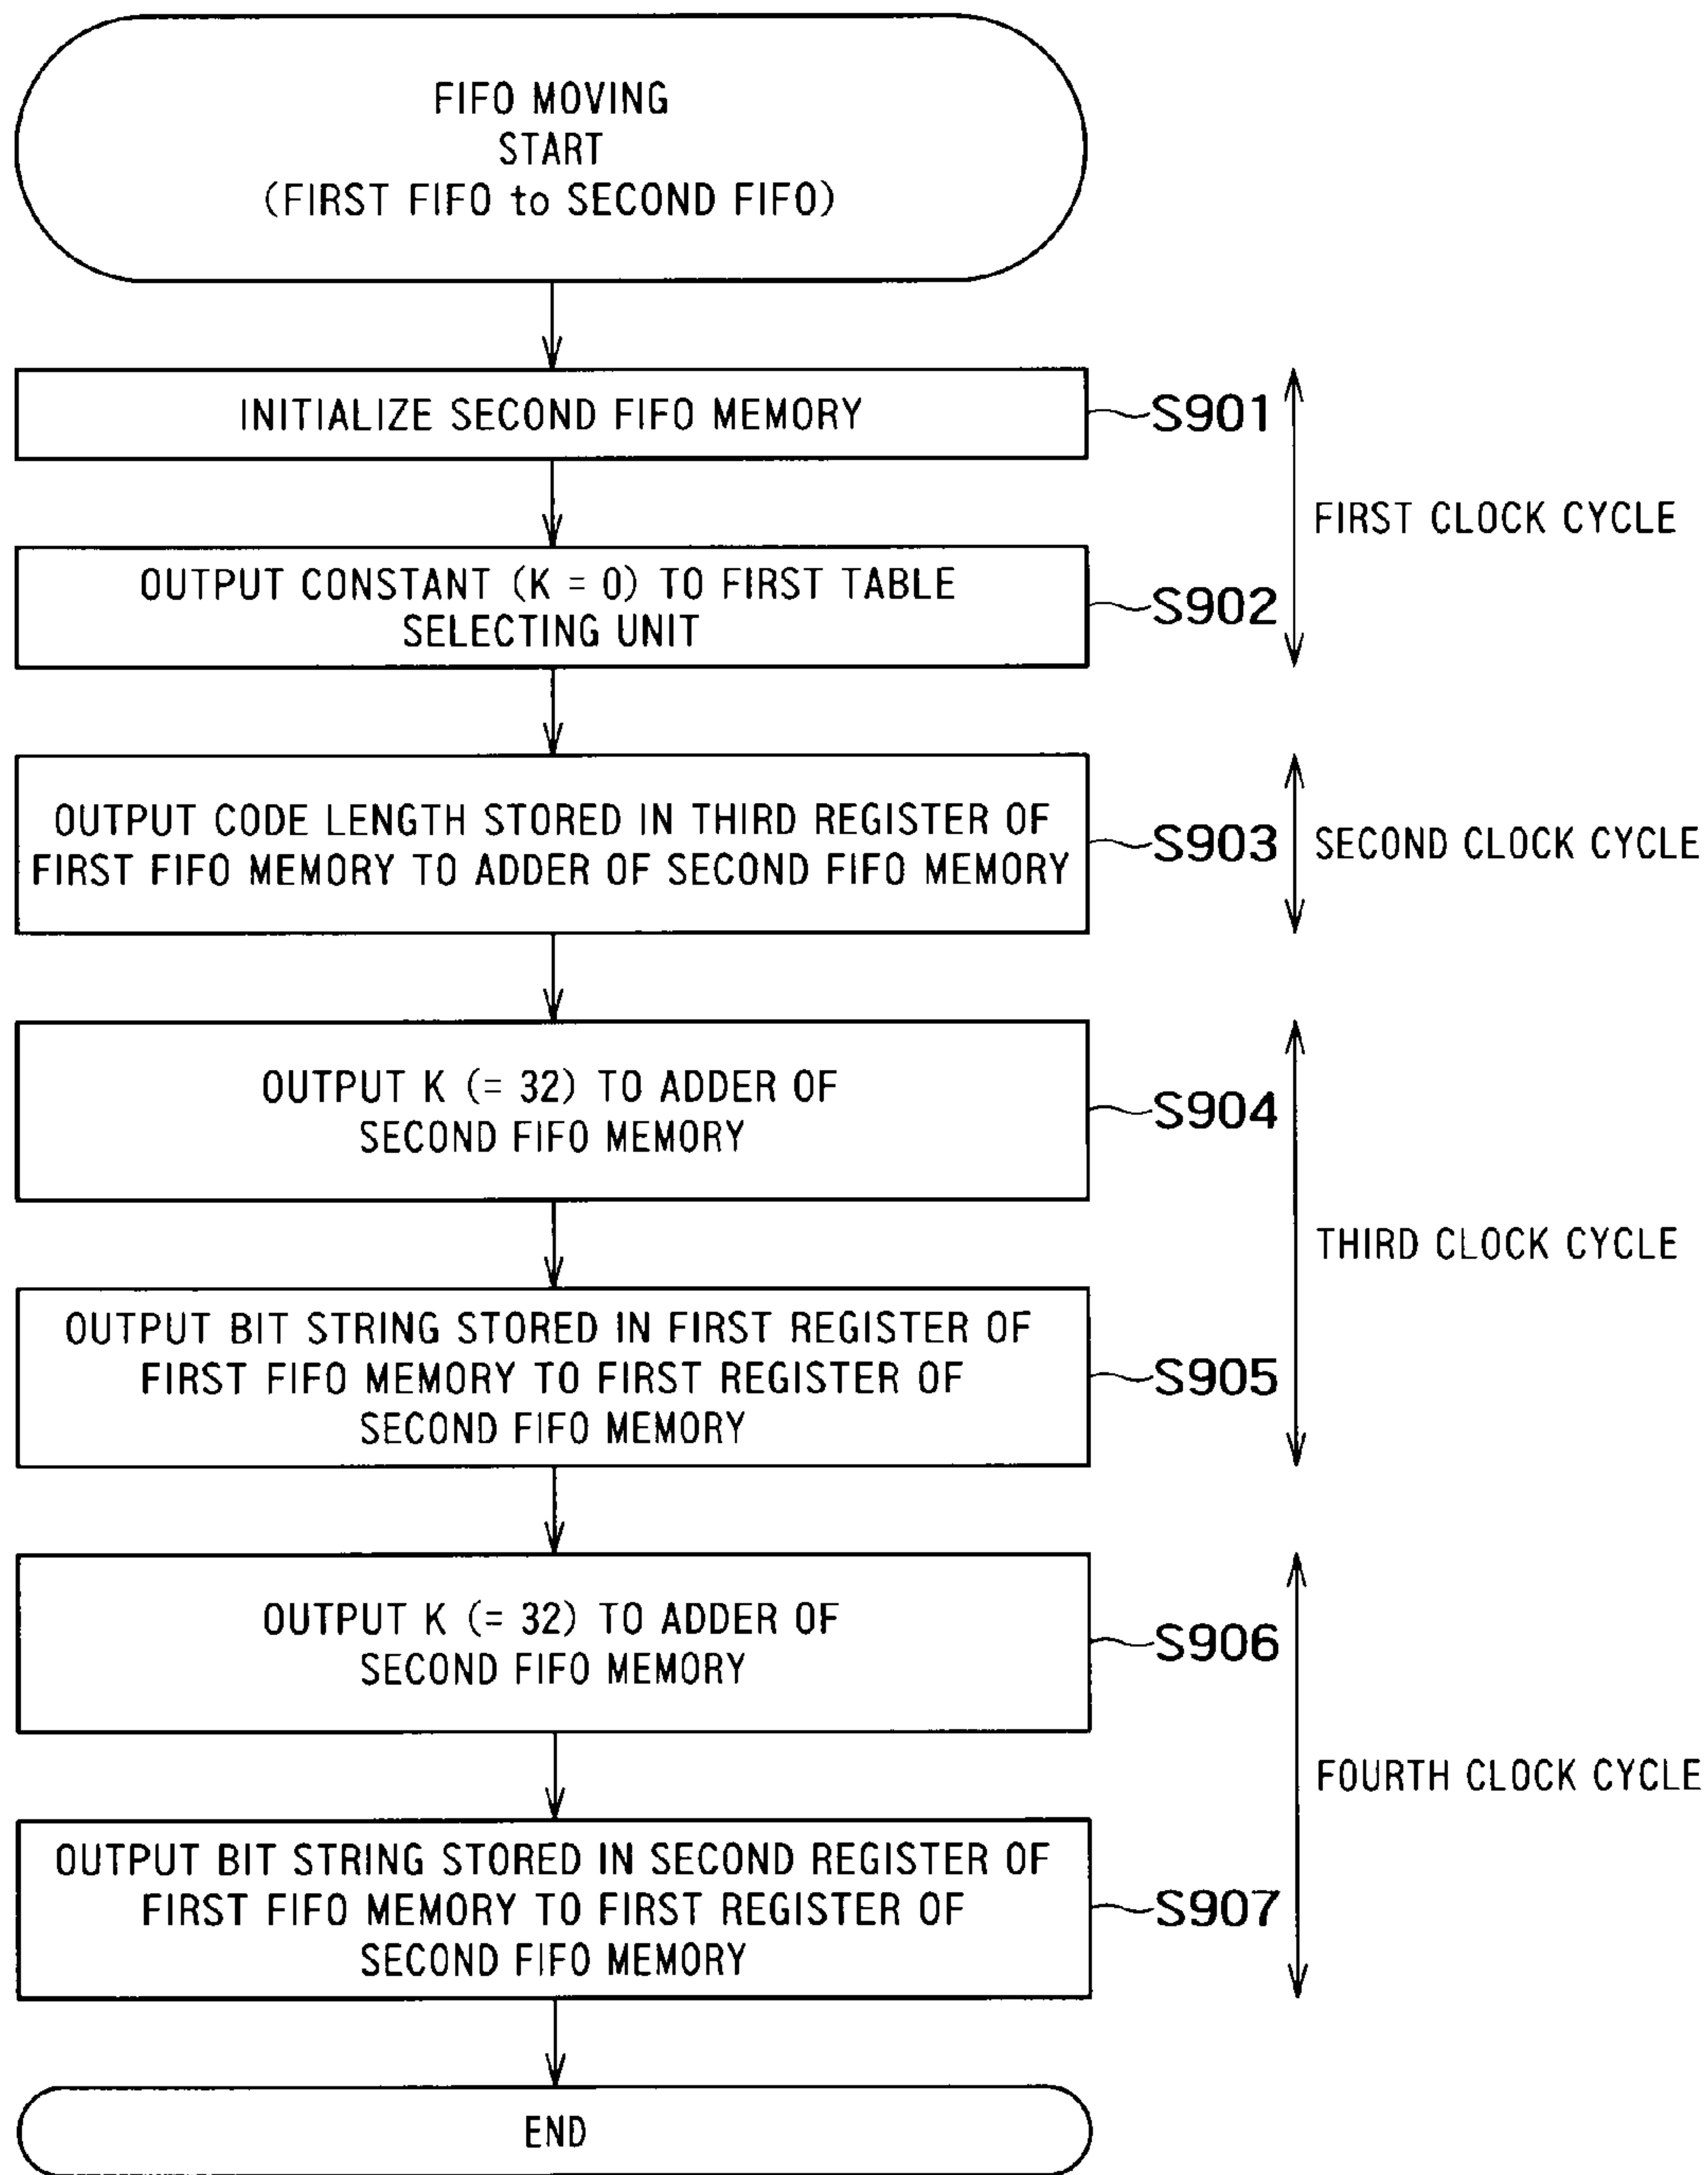 FIFO MOVING
START
(FIRST FIFO to SECOND FIFO)
INITIALIZE SECOND FIFO MEMORY
S901
FIRST CLOCK CYCLE
OUTPUT CONSTANT (K = 0) TO FIRST TABLE
SELECTING UNIT
S902
OUTPUT CODE LENGTH STORED IN THIRD REGISTER OF
FIRST FIFO MEMORY TO ADDER OF SECOND FIFO MEMORY
S903
SECOND CLOCK CYCLE
OUTPUT K (= 32) TO ADDER OF
SECOND FIFO MEMORY
S904
THIRD CLOCK CYCLE
OUTPUT BIT STRING STORED IN FIRST REGISTER OF
FIRST FIFO MEMORY TO FIRST REGISTER OF
SECOND FIFO MEMORY
S905
OUTPUT K (= 32) TO ADDER OF
SECOND FIFO MEMORY
S906
FOURTH CLOCK CYCLE
OUTPUT BIT STRING STORED IN SECOND REGISTER OF
FIRST FIFO MEMORY TO FIRST REGISTER OF
SECOND FIFO MEMORY
S907
END